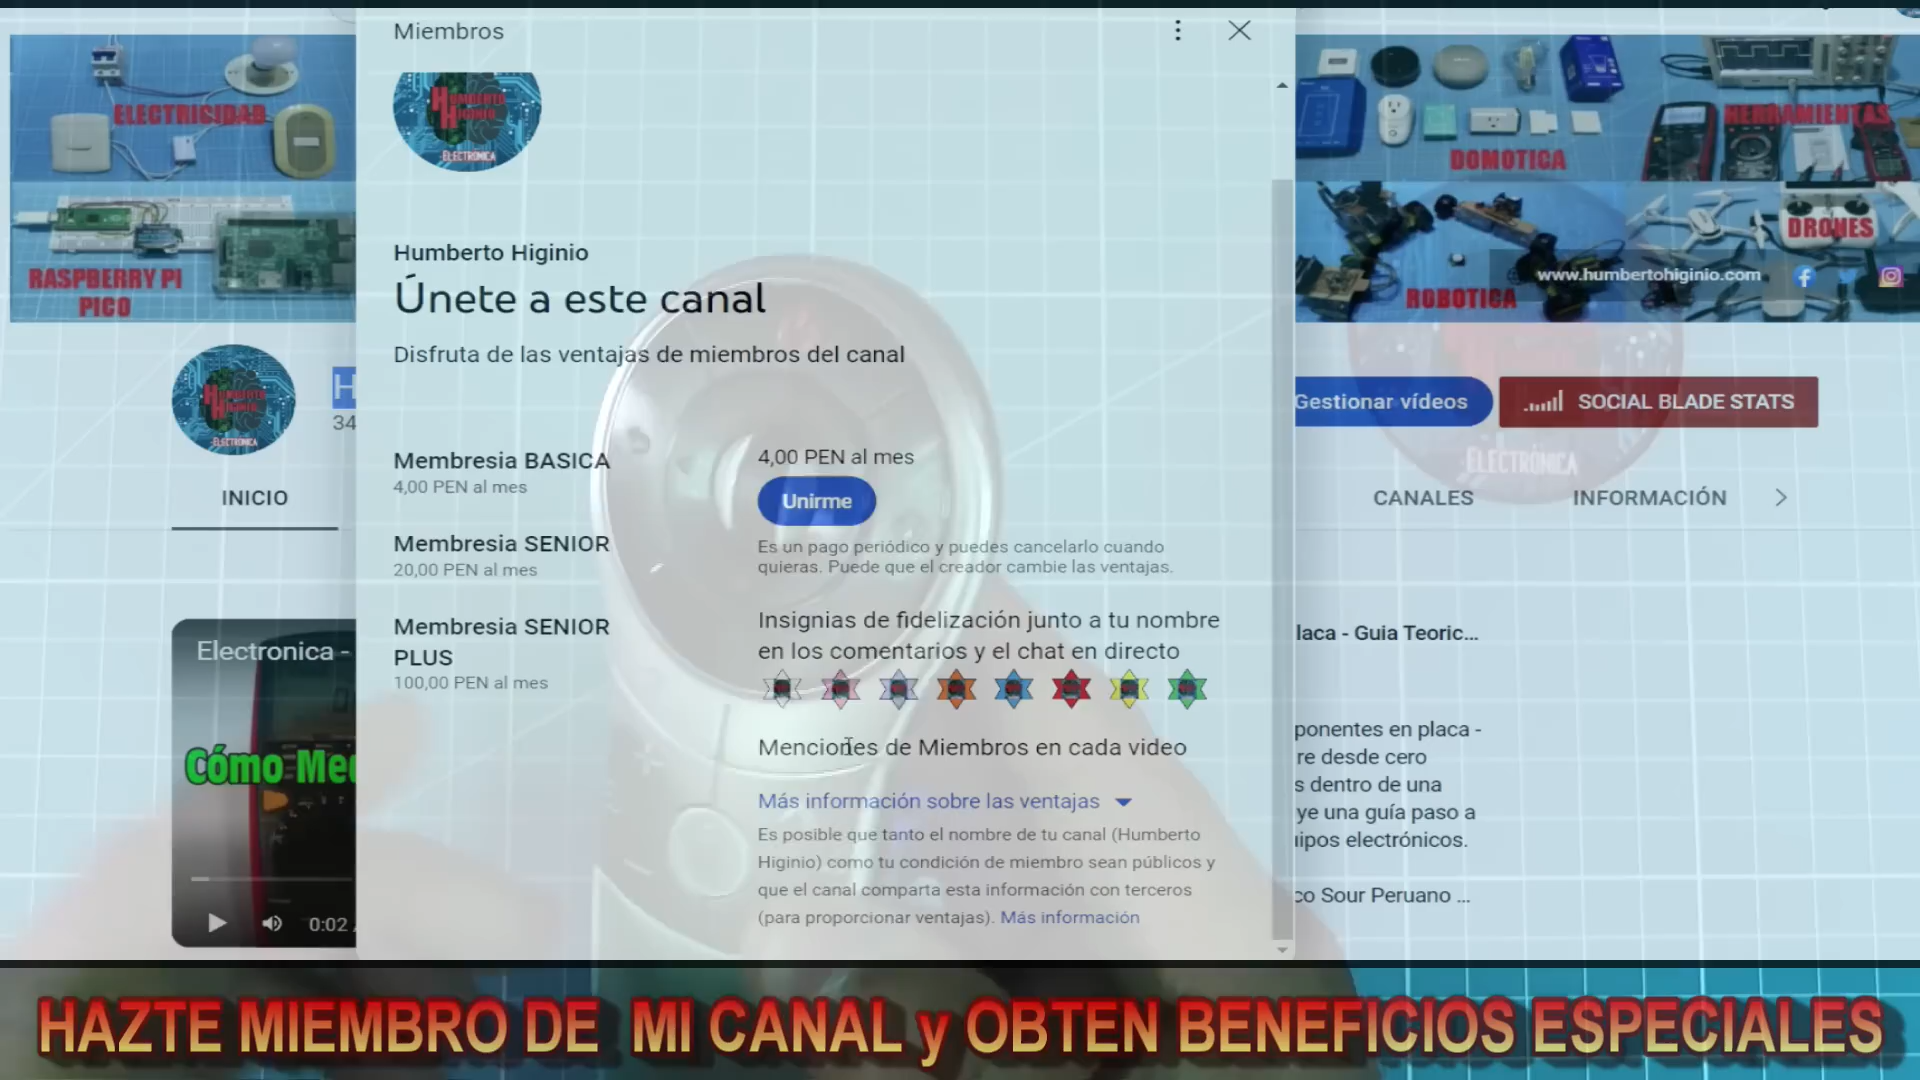 Miembros
ELECTRICIDAD
RASPBERRY PI
PICO
HUMBERTO
HIGINIO
ELECTRONICA
DOMOTICA
HERRAMIENTAS
ROBOTICA
DRONES
www.humbertohiginio.com
Humberto Higinio
Únete a este canal
Disfruta de las ventajas de miembros del canal
HUMBERTO
HIGINIO
ELECTRONICA
H
34
Gestionar vídeos
SOCIAL BLADE STATS
ELECTRÓNICA
INICIO
CANALES
INFORMACIÓN
Membresia BASICA
4,00 PEN al mes
Membresia SENIOR
20,00 PEN al mes
Membresia SENIOR
PLUS
100,00 PEN al mes
4,00 PEN al mes
Unirme
Es un pago periódico y puedes cancelarlo cuando
quieras. Puede que el creador cambie las ventajas.
Insignias de fidelización junto a tu nombre
en los comentarios y el chat en directo
Menciones de Miembros en cada video
Más información sobre las ventajas
Es posible que tanto el nombre de tu canal (Humberto
Higinio) como tu condición de miembro sean públicos y
que el canal comparta esta información con terceros
(para proporcionar ventajas). Más información
Electronica -
Cómo Me
0:02
laca - Guia Teoric...
ponentes en placa -
re desde cero
s dentro de una
ye una guía paso a
ipos electrónicos.
co Sour Peruano ...
HAZTE MIEMBRO DE MI CANAL y OBTEN BENEFICIOS ESPECIALES